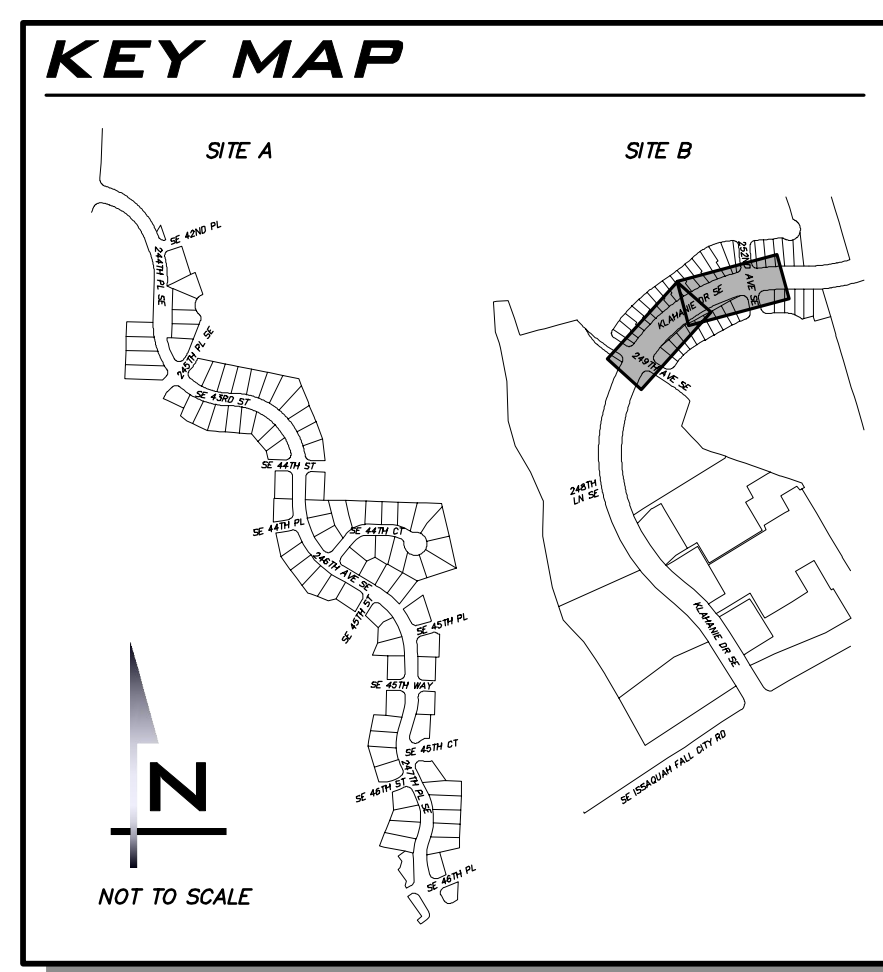 KEY MAP
SITE A
SITE B
SE 42ND PL
244TH PL SE
245TH PL SE
SE 43RD ST
SE 44TH ST
SE 44TH PL
SE 44TH CT
246TH AVE SE
SE 45TH ST
SE 45TH PL
SE 45TH WAY
SE 45TH CT
SE 46TH ST
247TH PL SE
SE 46TH PL
252ND AVE SE
KLAHANIE DR SE
249TH AVE SE
248TH
LN SE
KLAHANIE DR SE
SE ISSAQUAH FALL CITY RD
N
NOT TO SCALE